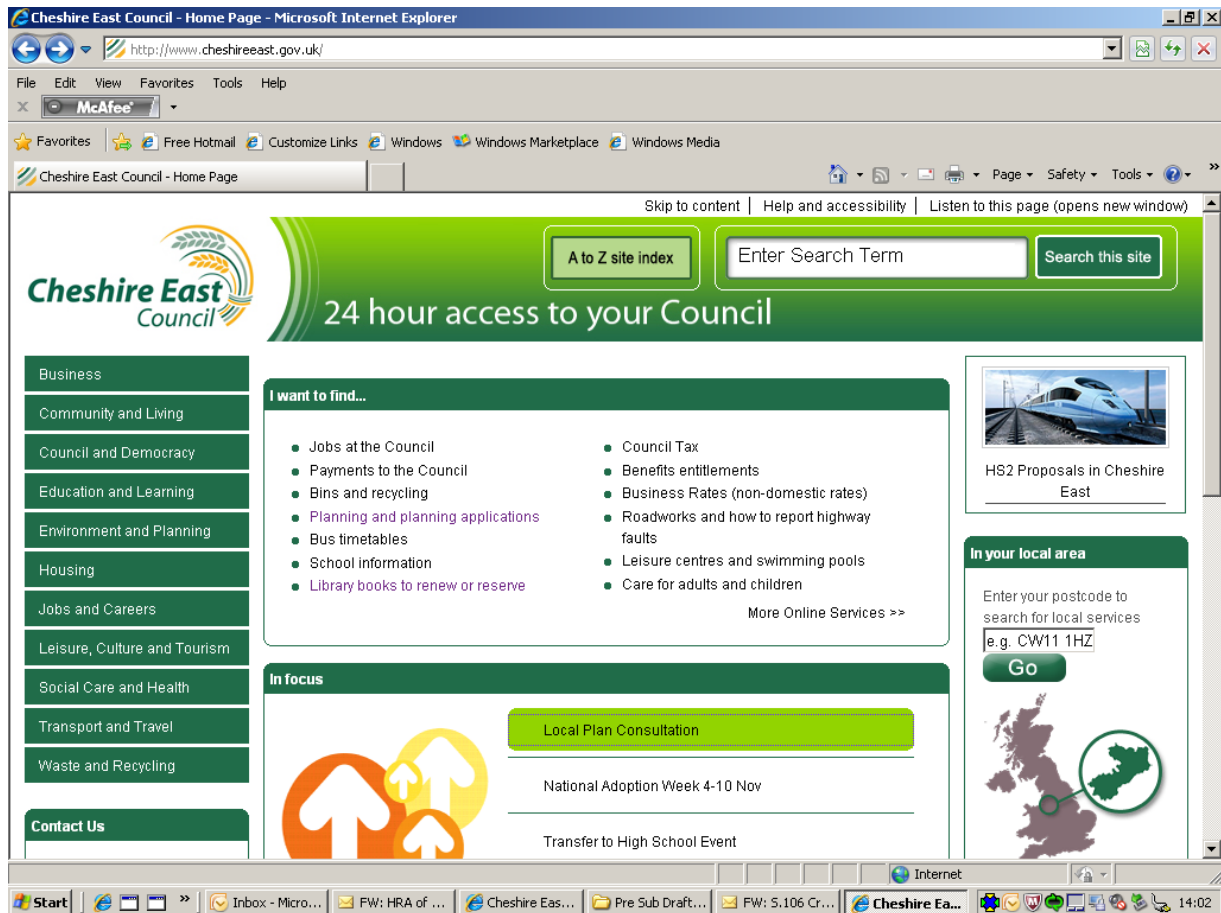 Cheshire East Council - Home Page - Microsoft Internet Explorer
http://www.cheshireeast.gov.uk/
File Edit View Favorites Tools Help
McAfee
Favorites Free Hotmail Customize Links Windows Windows Marketplace Windows Media
Cheshire East Council - Home Page
Page Safety Tools
Skip to content | Help and accessibility | Listen to this page (opens new window)
Cheshire East
Council
A to Z site index
Enter Search Term
Search this site
24 hour access to your Council
Business
Community and Living
Council and Democracy
Education and Learning
Environment and Planning
Housing
Jobs and Careers
Leisure, Culture and Tourism
Social Care and Health
Transport and Travel
Waste and Recycling
Contact Us
I want to find...
Jobs at the Council
Payments to the Council
Bins and recycling
Planning and planning applications
Bus timetables
School information
Library books to renew or reserve
Council Tax
Benefits entitlements
Business Rates (non-domestic rates)
Roadworks and how to report highway
faults
Leisure centres and swimming pools
Care for adults and children
More Online Services >>
In focus
Local Plan Consultation
National Adoption Week 4-10 Nov
Transfer to High School Event
HS2 Proposals in Cheshire
East
In your local area
Enter your postcode to
search for local services
e.g. CW11 1HZ
Go
Internet
Start Inbox - Micro... FW: HRA of ... Cheshire Eas... Pre Sub Draft... FW: S.106 Cr... Cheshire Ea... 14:02